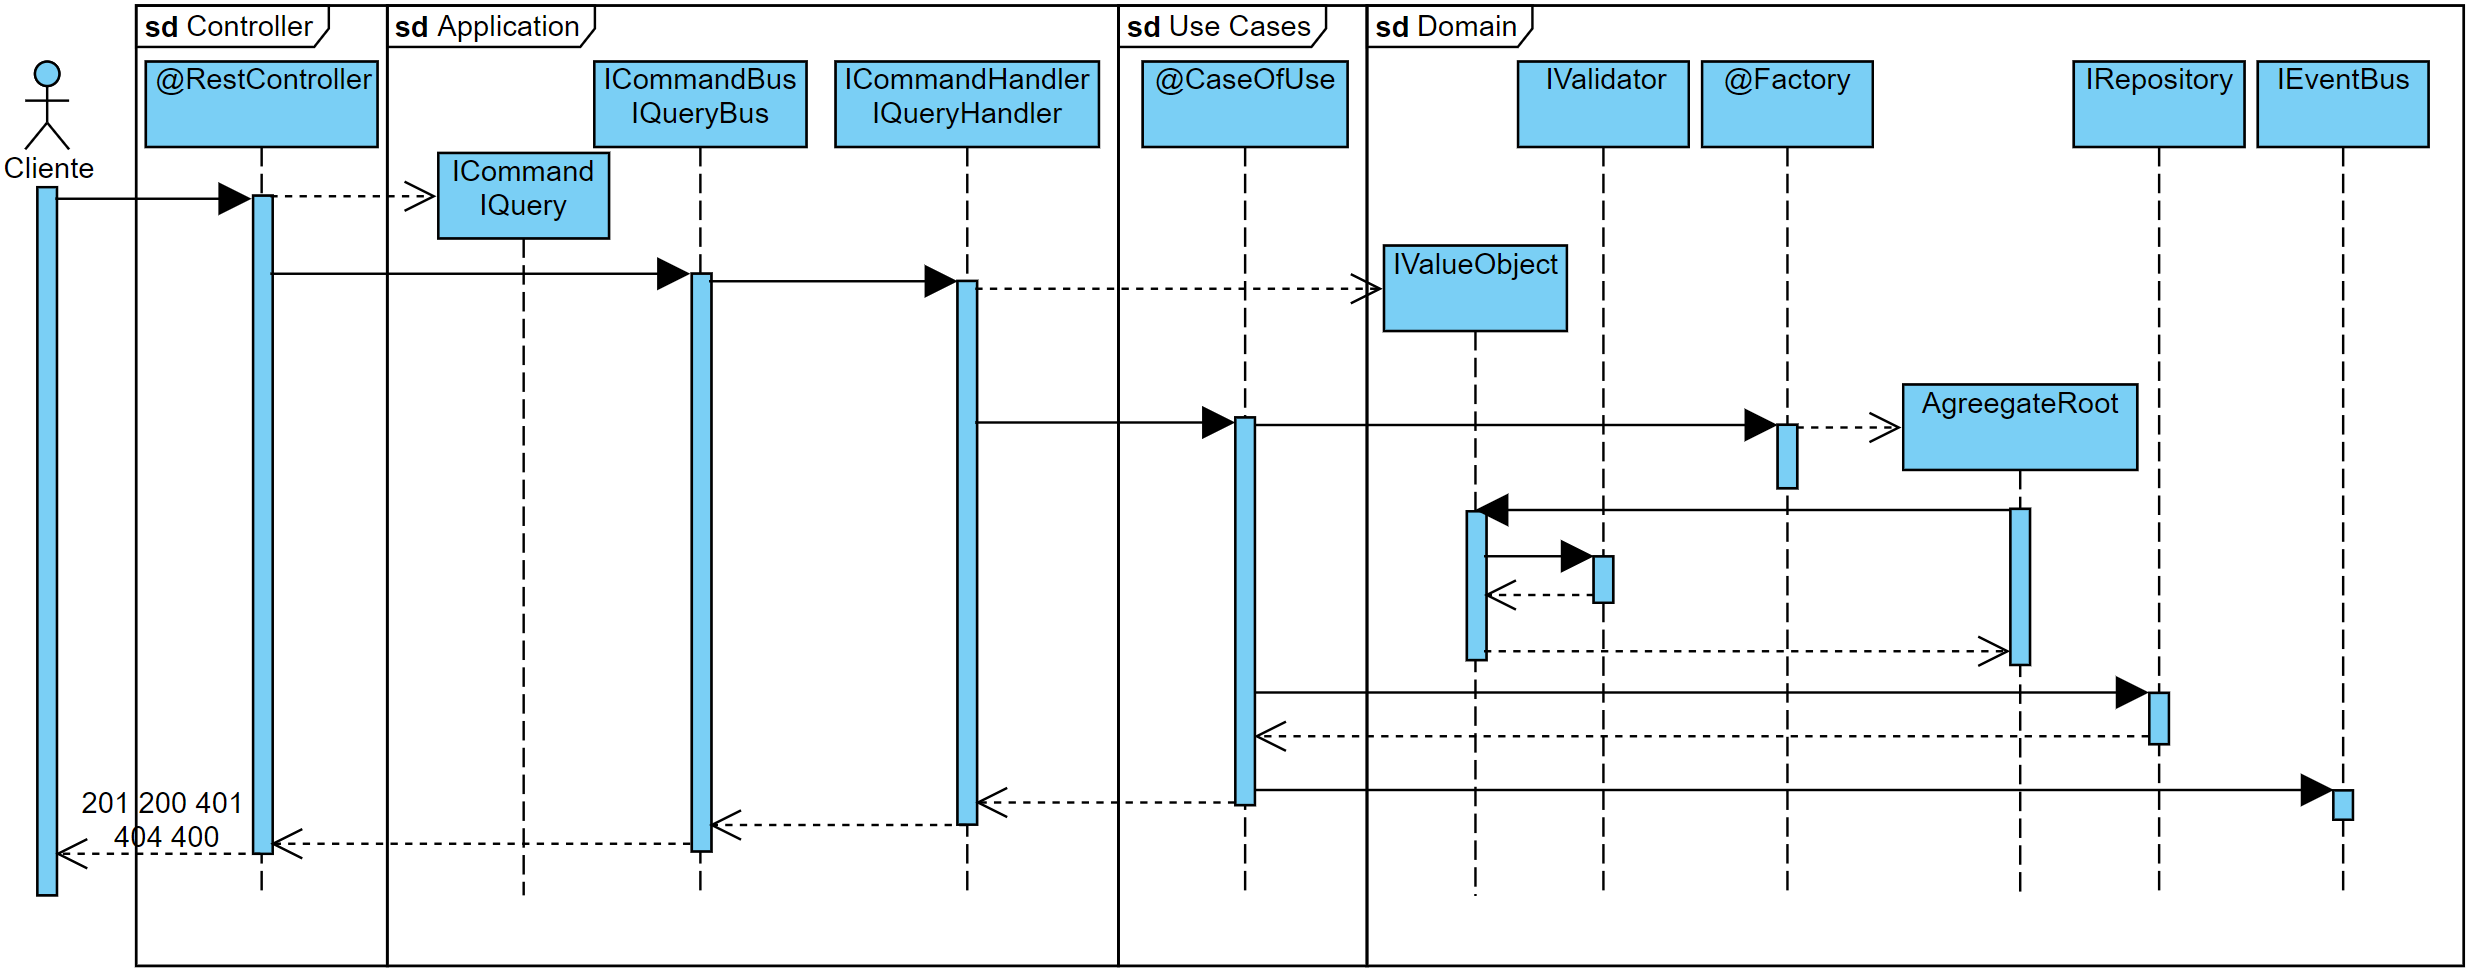 sd Controller
sd Application
sd Use Cases
sd Domain
Cliente
@RestController
ICommand
IQuery
ICommandBus
IQueryBus
ICommandHandler
IQueryHandler
@CaseOfUse
IValueObject
IValidator
@Factory
AgreegateRoot
IRepository
IEventBus
201 200 401
404 400